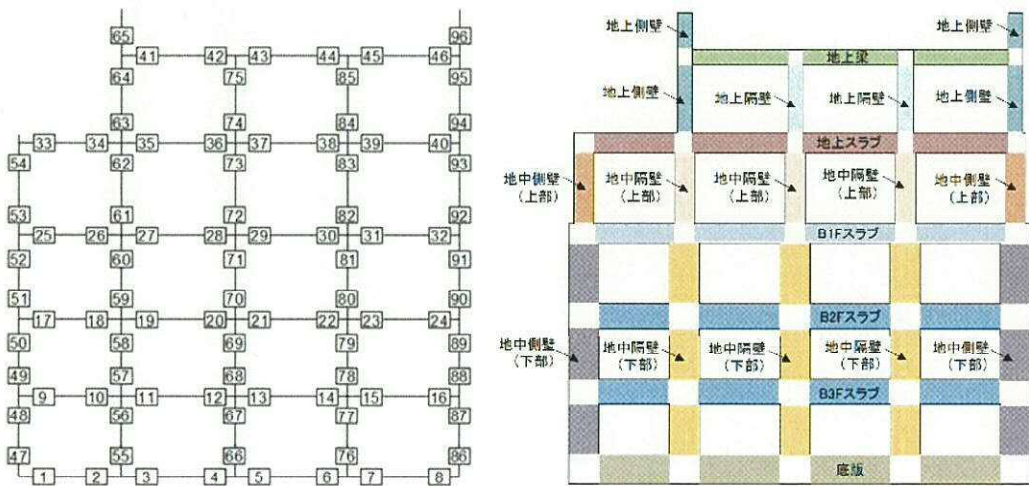 65 96
41 42 43 44 45 46
64 75 85 95
63 74 84 94
33 34 35 36 37 38 39 40
54 62 73 83 93
53 61 72 82 92
25 26 27 28 29 30 31 32
52 60 71 81 91
51 59 70 80 90
17 18 19 20 21 22 23 24
50 58 69 79 89
49 57 68 78 88
9 10 11 12 13 14 15 16
48 56 67 77 87
47 55 66 76 86
1 2 3 4 5 6 7 8
地上側壁 地上側壁
地上梁
地上側壁 地上隔壁 地上隔壁 地上側壁
地上スラブ
地中側壁 地中隔壁 地中隔壁 地中隔壁 地中側壁
(上部) (上部) (上部) (上部) (上部)
B1Fスラブ
B2Fスラブ
地中側壁 地中隔壁 地中隔壁 地中隔壁 地中側壁
(下部) (下部) (下部) (下部) (下部)
B3Fスラブ
底版